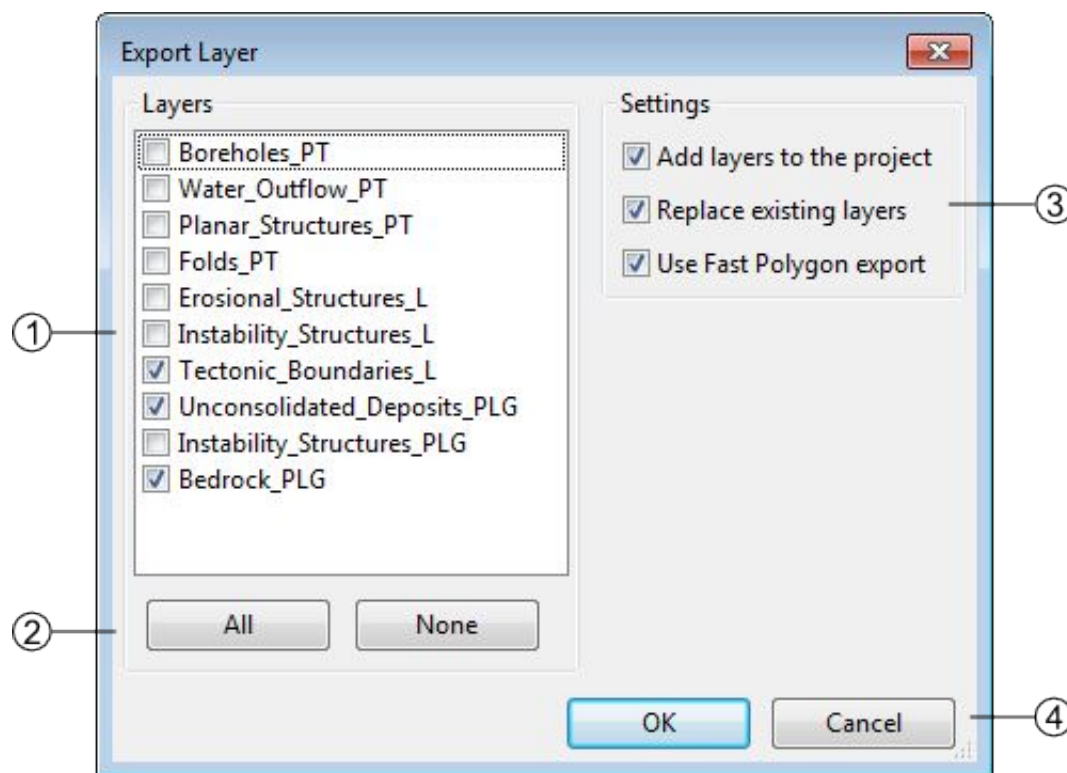 Export Layer
Layers
Boreholes_PT
Water_Outflow_PT
Planar_Structures_PT
Folds_PT
Erosional_Structures_L
Instability_Structures_L
Tectonic_Boundaries_L
Unconsolidated_Deposits_PLG
Instability_Structures_PLG
Bedrock_PLG
All None
Settings
Add layers to the project
Replace existing layers
Use Fast Polygon export
OK Cancel
1
2
3
4